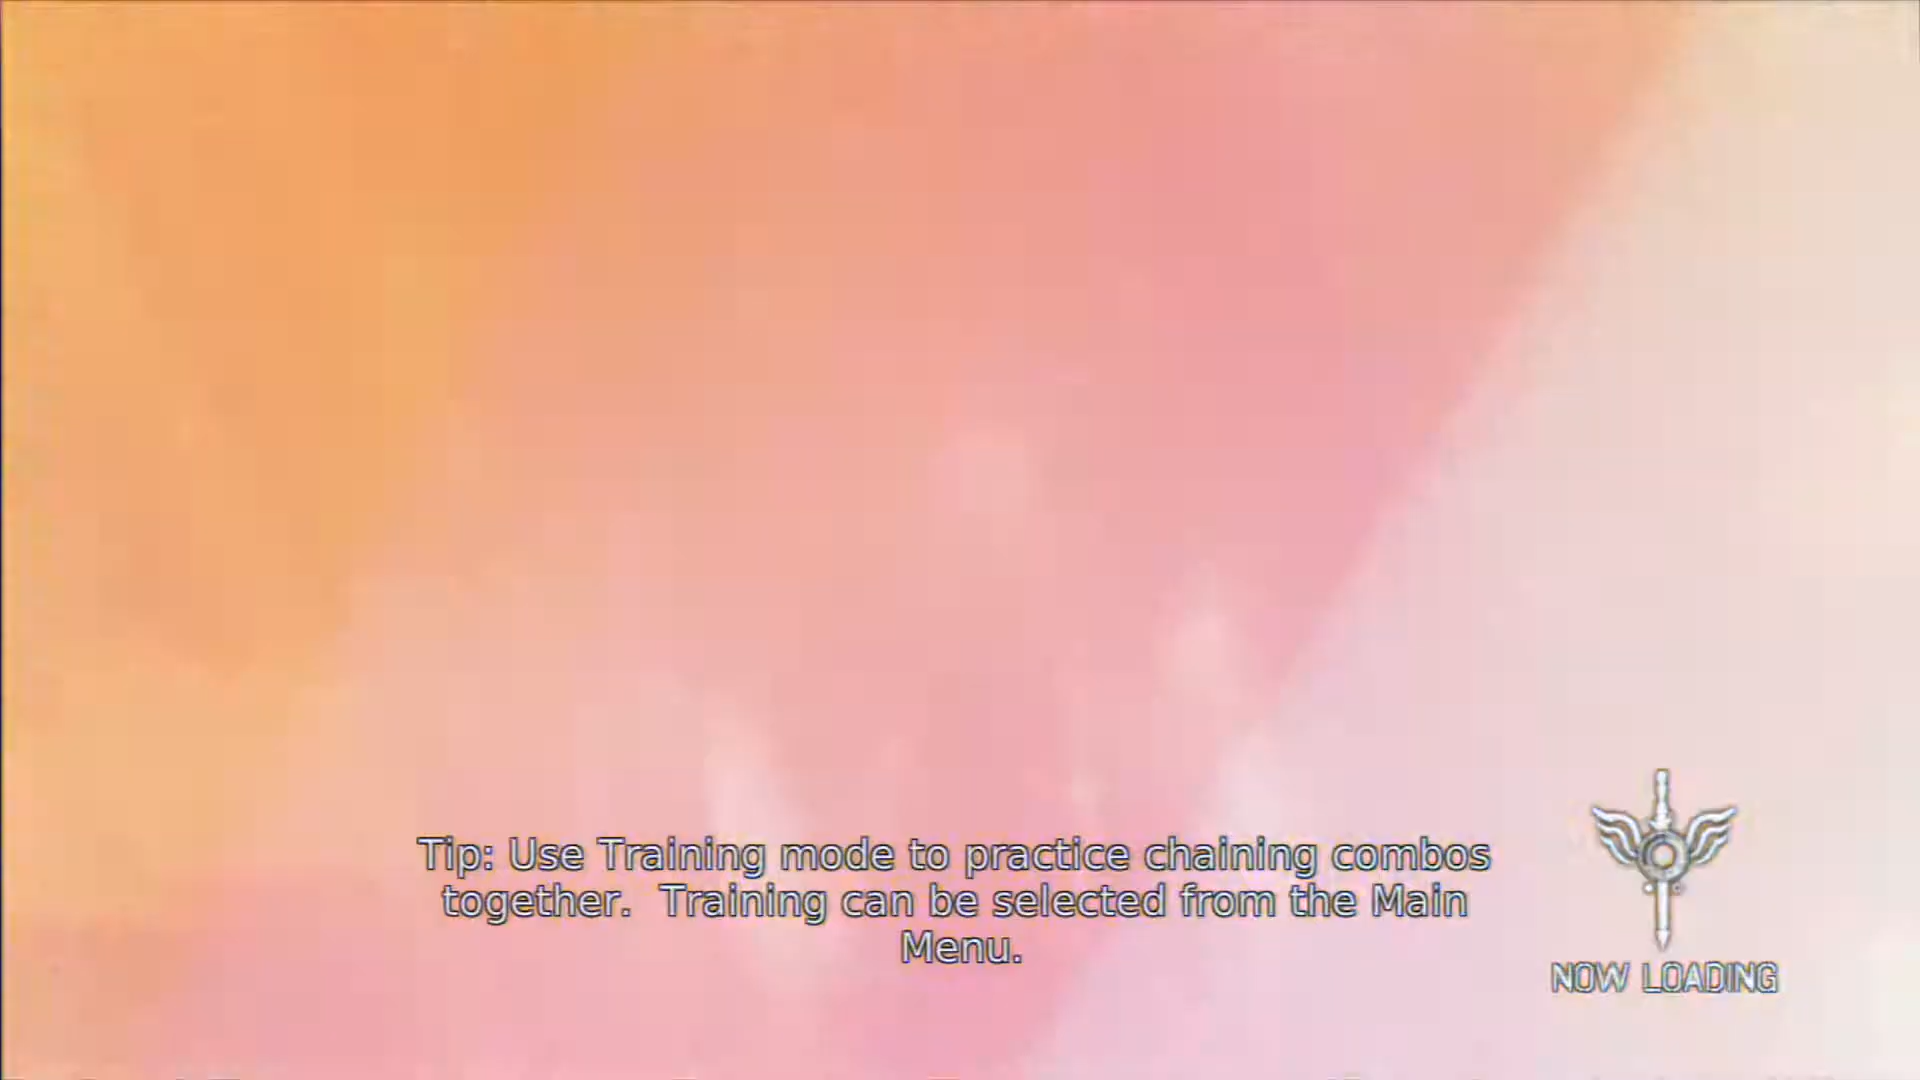 Tip: Use Training mode to practice chaining combos
together.  Training can be selected from the Main
Menu.
NOW LOADING